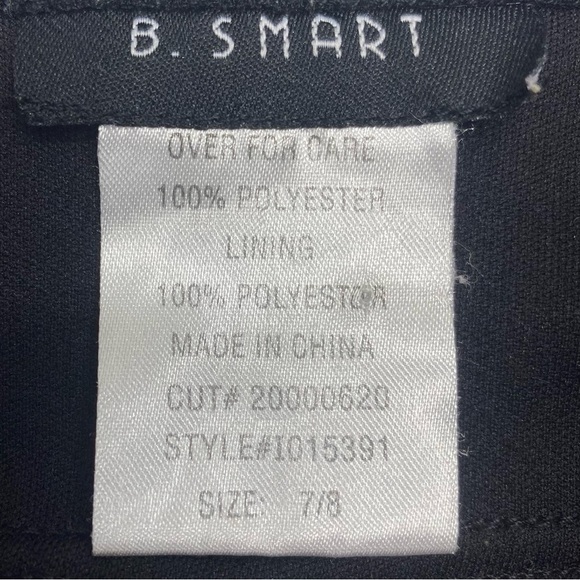 B. SMART
OVER FOR CARE
100% POLYESTER
LINING
100% POLYESTER
MADE IN CHINA
CUT# 20000620
STYLE#I015391
SIZE: 7/8